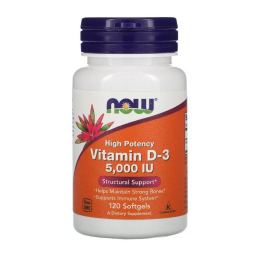 now
High Potency
Vitamin D-3
5,000 IU
Structural Support*
• Helps Maintain Strong Bones*
• Supports Immune System*
120 Softgels
A Dietary Supplement